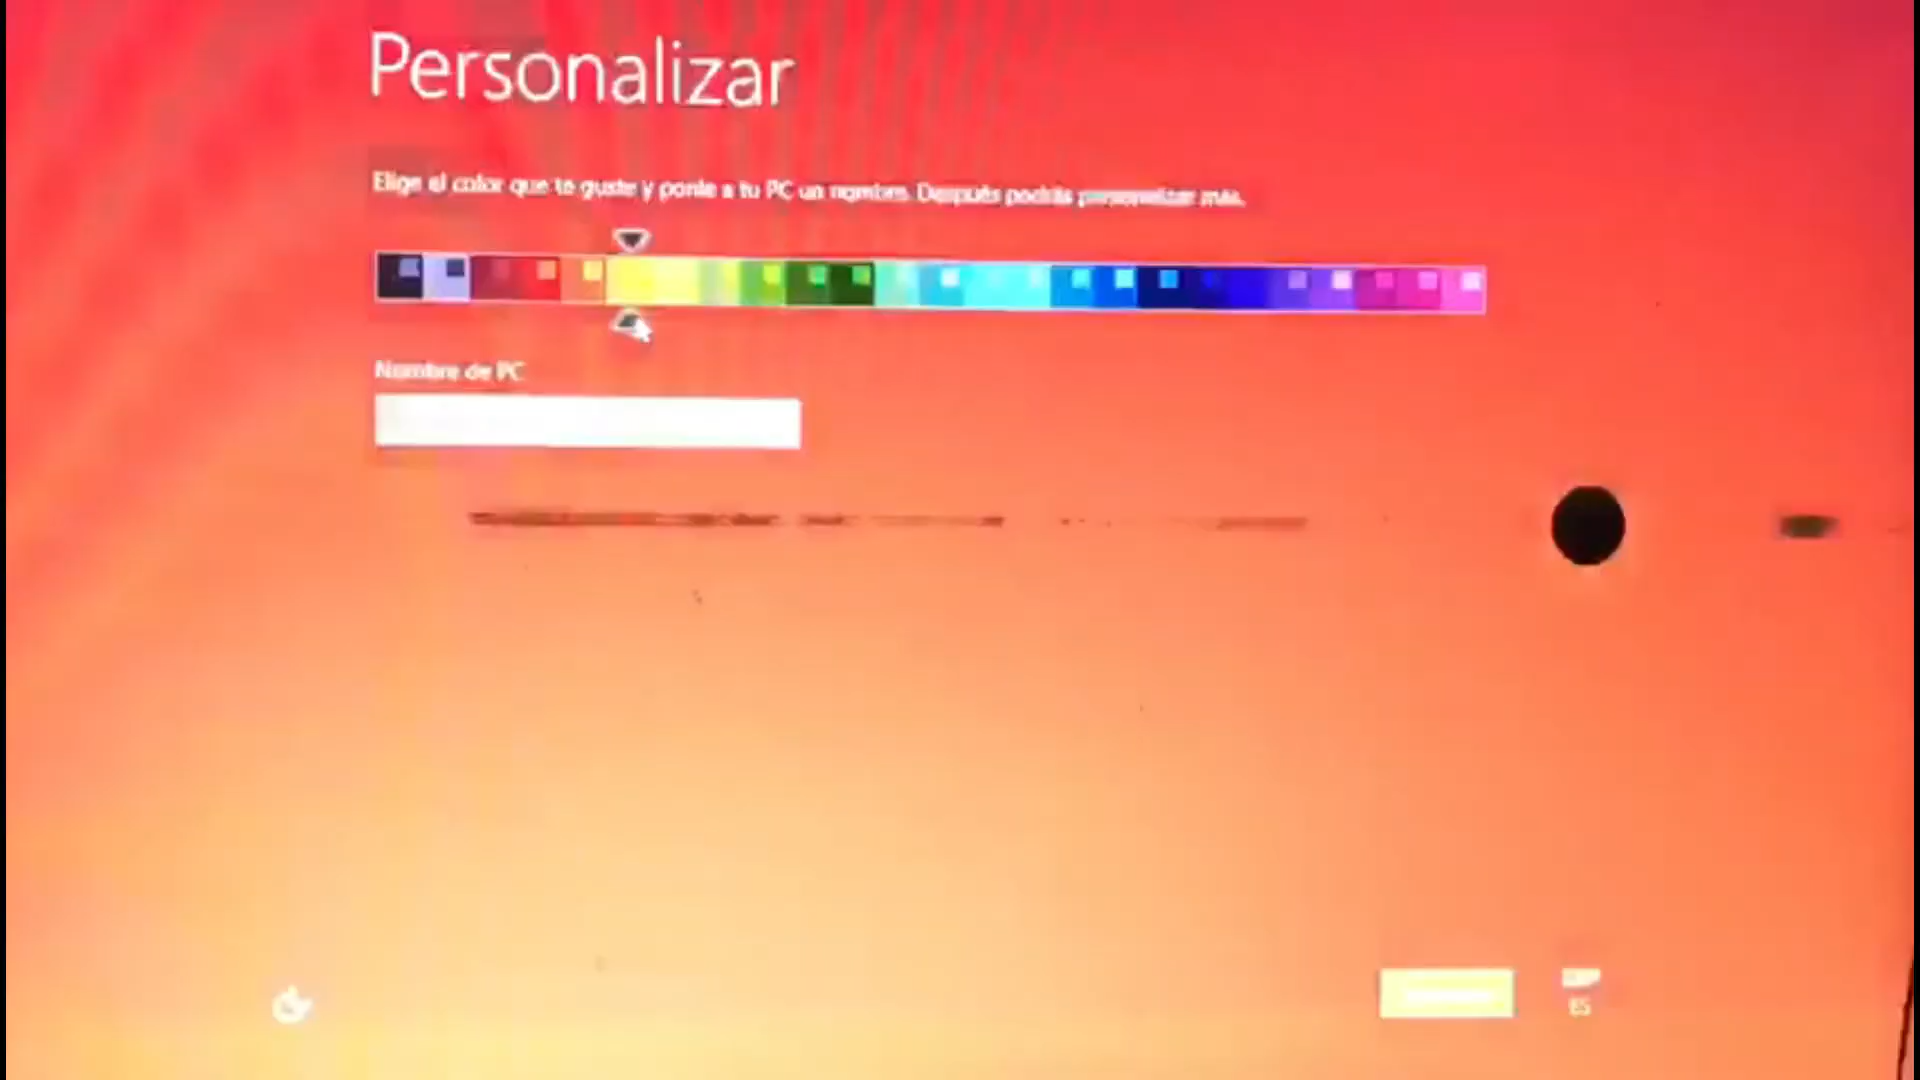 Personalizar
Elige el color que te guste y ponle a tu PC un nombre. Después podrás personalizar más.
Nombre de PC
ES